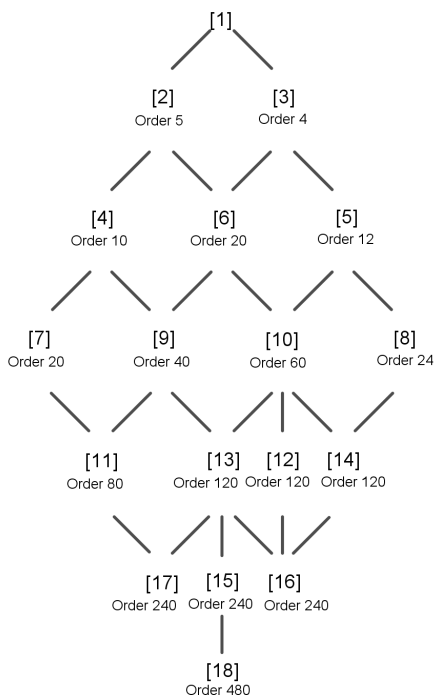 [1]
[2] [3]
Order 5 Order 4
[4] [6] [5]
Order 10 Order 20 Order 12
[7] [9] [10] [8]
Order 20 Order 40 Order 60 Order 24
[11] [13] [12] [14]
Order 80 Order 120 Order 120 Order 120
[17] [15] [16]
Order 240 Order 240 Order 240
[18]
Order 480